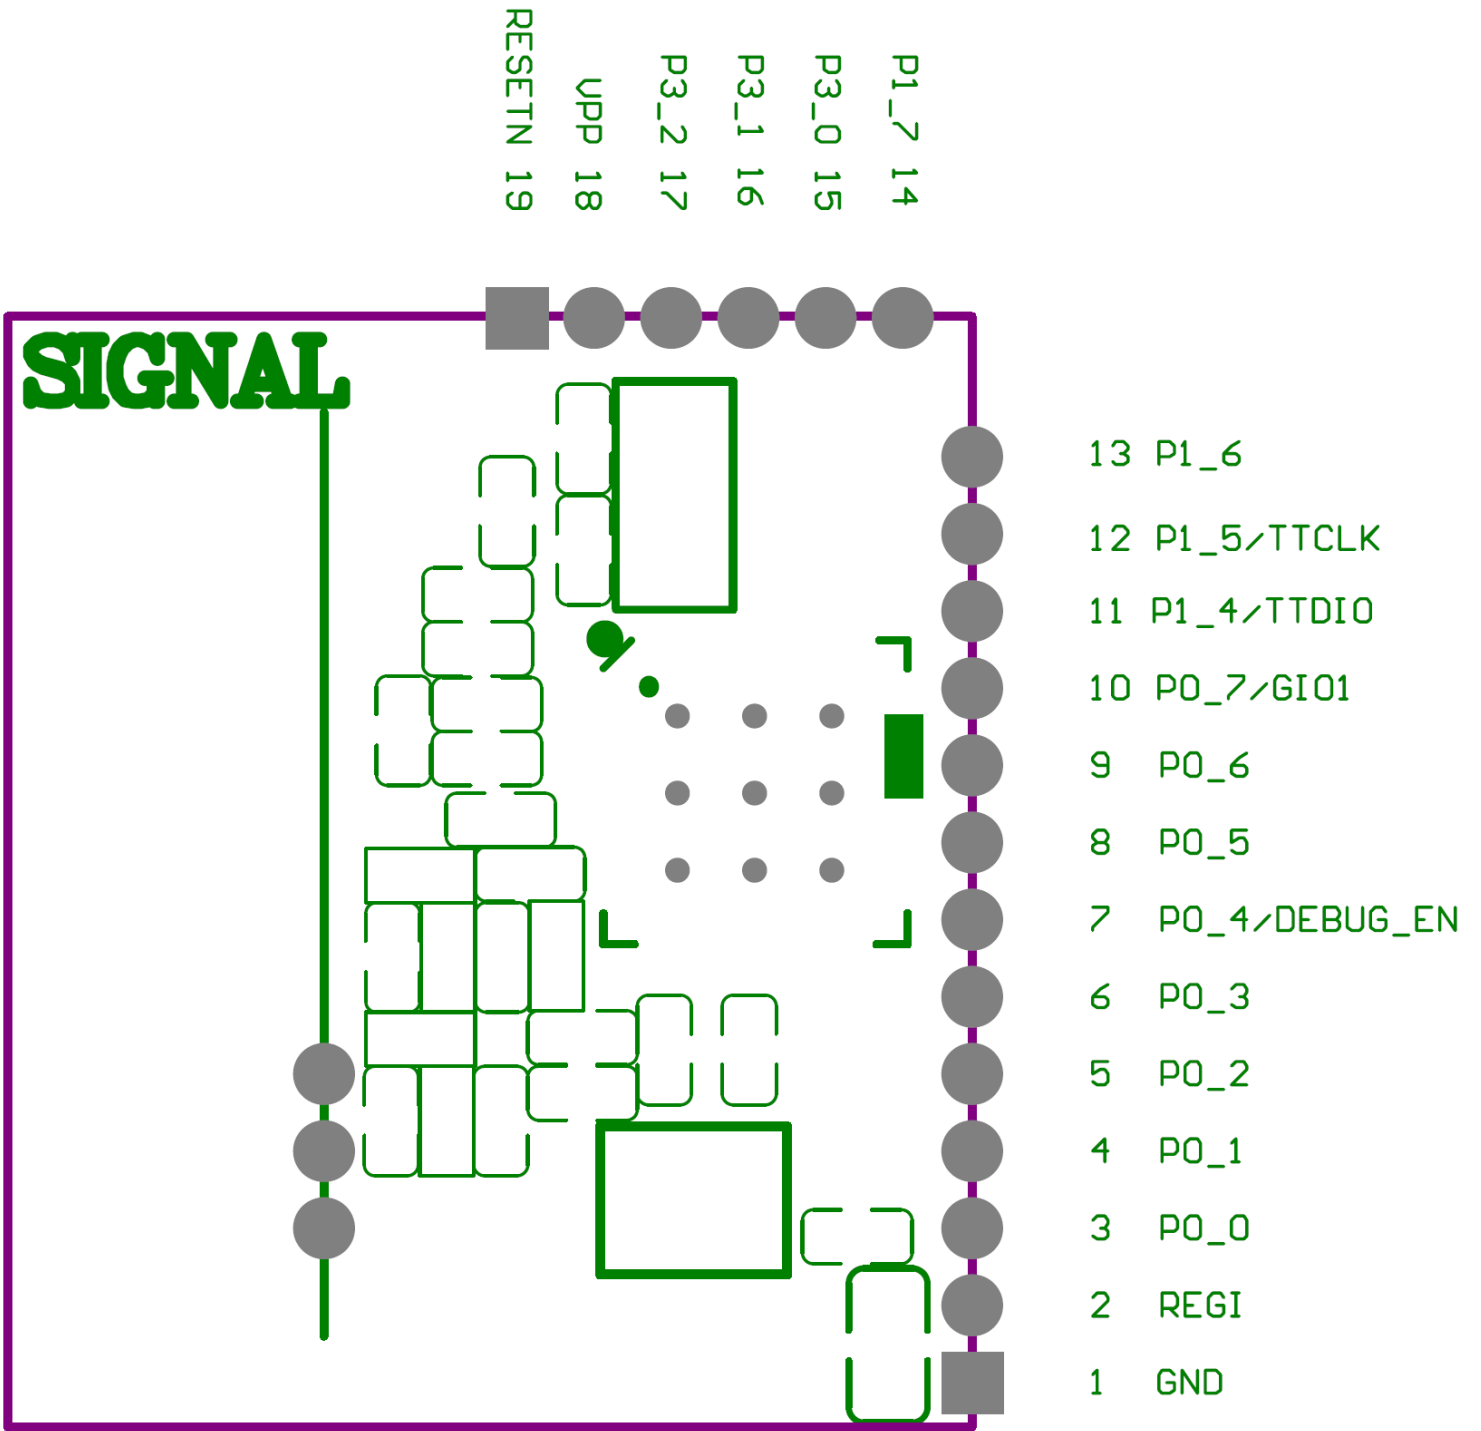 RESETN 19
VPP 18
P3_2 17
P3_1 16
P3_0 15
P1_7 14
SIGNAL
13 P1_6
12 P1_5/TTCLK
11 P1_4/TTDIO
10 P0_7/GIO1
9 P0_6
8 P0_5
7 P0_4/DEBUG_EN
6 P0_3
5 P0_2
4 P0_1
3 P0_0
2 REGI
1 GND